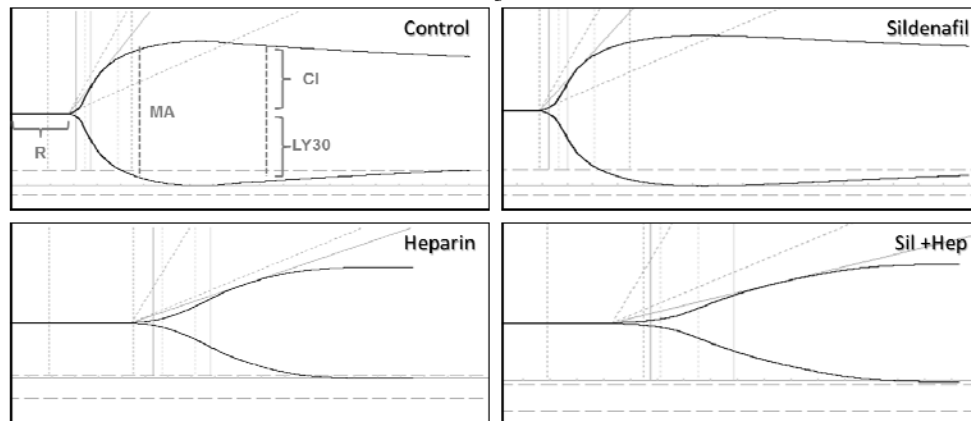 Control
Sildenafil
CI
MA
R
LY30
Heparin
Sil +Hep